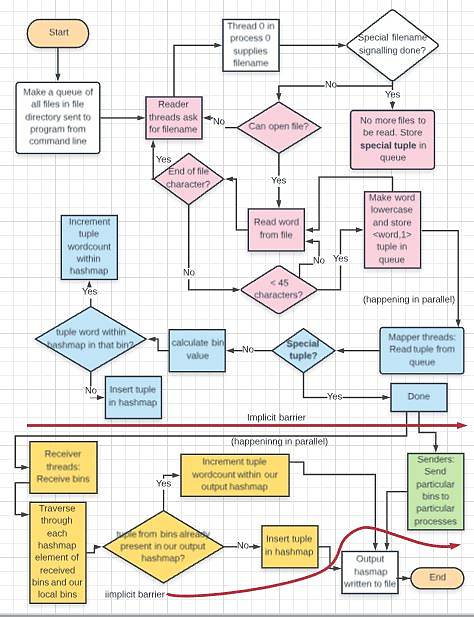 Start
Thread 0 in
process 0
supplies
filename
Special filename
signalling done?
No
Yes
Make a queue of
all files in file
directory sent to
program from
command line
Reader
threads ask
for filename
No
Can open file?
No more files to
be read. Store
special tuple in
queue
Yes
End of file
character?
Yes
Increment
tuple
wordcount
within
hashmap
Read word
from file
Make word
lowercase
and store
<word,1>
tuple in
queue
No
No
Yes
< 45
characters?
Yes
(happening in parallel)
tuple word within
hashmap in that bin?
calculate bin
value
No
Special
tuple?
Mapper threads:
Read tuple from
queue
No
Insert tuple
in hashmap
Yes
Done
Implicit barrier
(happeninng in parallel)
Receiver
threads:
Receive bins
Increment tuple
wordcount within our
output hashmap
Senders:
Send
particular
bins to
particular
processes
Yes
Traverse
through
each
hashmap
element of
received
bins and our
local bins
tuple from bins already
present in our output
hashmap?
No
Insert tuple
in hashmap
Output
hasmap
written to file
End
iimplicit barrier